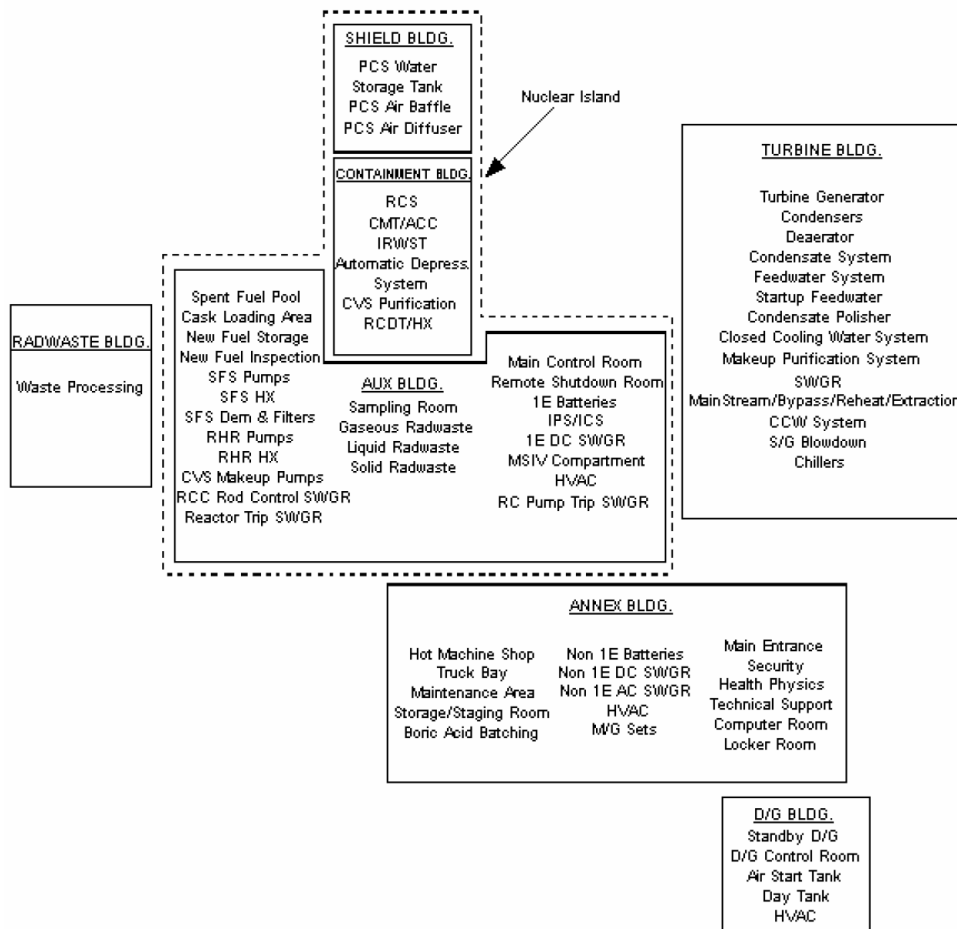 SHIELD BLDG.
PCS Water
Storage Tank
PCS Air Baffle
PCS Air Diffuser
Nuclear Island
CONTAINMENT BLDG.
RCS
CMT/ACC
IRWST
Automatic Depress.
System
CVS Purification
RCDT/HX
TURBINE BLDG.
Turbine Generator
Condensers
Deaerator
Condensate System
Feedwater System
Startup Feedwater
Condensate Polisher
Closed Cooling Water System
Makeup Purification System
SWGR
MainStream/Bypass/Reheat/Extraction
CCW System
S/G Blowdown
Chillers
RADWASTE BLDG.
Waste Processing
Spent Fuel Pool
Cask Loading Area
New Fuel Storage
New Fuel Inspection
SFS Pumps
SFS HX
SFS Dem & Filters
RHR Pumps
RHR HX
CVS Makeup Pumps
RCC Rod Control SWGR
Reactor Trip SWGR
AUX BLDG.
Sampling Room
Gaseous Radwaste
Liquid Radwaste
Solid Radwaste
Main Control Room
Remote Shutdown Room
1E Batteries
IPS/ICS
1E DC SWGR
MSIV Compartment
HVAC
RC Pump Trip SWGR
ANNEX BLDG.
Hot Machine Shop
Truck Bay
Maintenance Area
Storage/Staging Room
Boric Acid Batching
Non 1E Batteries
Non 1E DC SWGR
Non 1E AC SWGR
HVAC
M/G Sets
Main Entrance
Security
Health Physics
Technical Support
Computer Room
Locker Room
D/G BLDG.
Standby D/G
D/G Control Room
Air Start Tank
Day Tank
HVAC